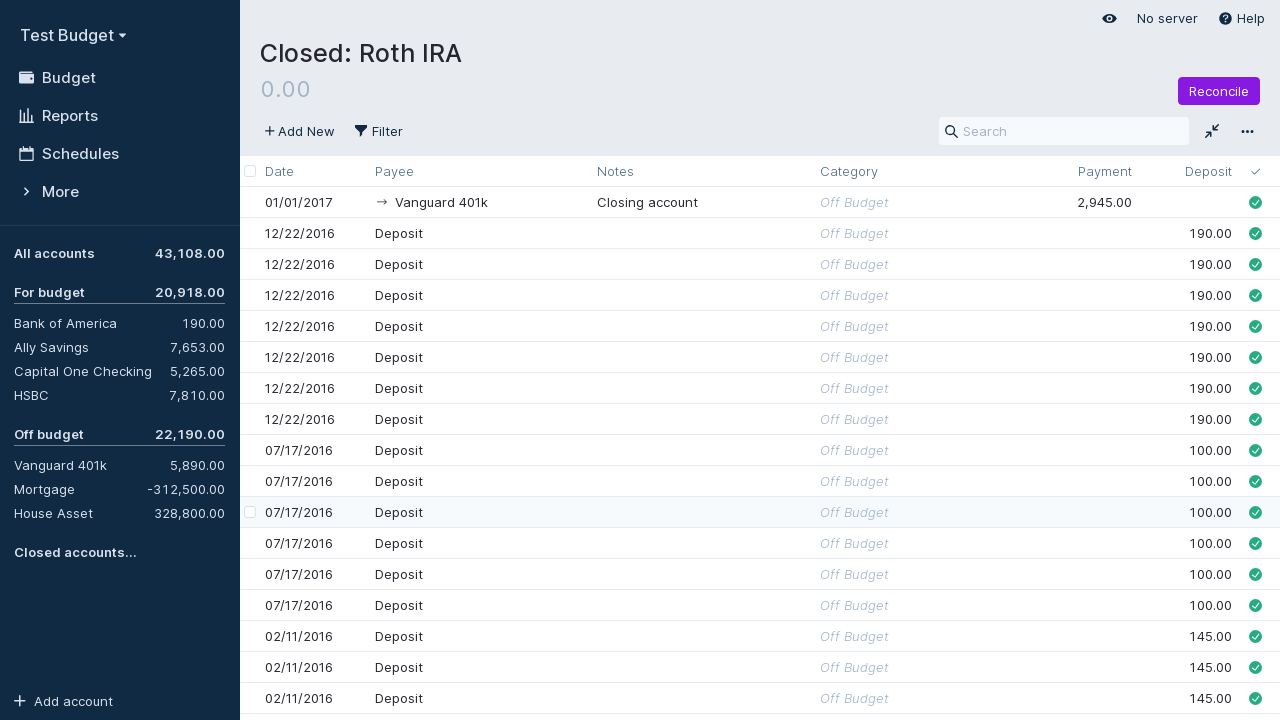 Test Budget
Budget
Reports
Schedules
More
All accounts 43,108.00
For budget 20,918.00
Bank of America 190.00
Ally Savings 7,653.00
Capital One Checking 5,265.00
HSBC 7,810.00
Off budget 22,190.00
Vanguard 401k 5,890.00
Mortgage -312,500.00
House Asset 328,800.00
Closed accounts...
Add account
No server Help
Closed: Roth IRA
0.00
Reconcile
Add New Filter Search
Date Payee Notes Category Payment Deposit
01/01/2017 → Vanguard 401k Closing account Off Budget 2,945.00
12/22/2016 Deposit Off Budget 190.00
12/22/2016 Deposit Off Budget 190.00
12/22/2016 Deposit Off Budget 190.00
12/22/2016 Deposit Off Budget 190.00
12/22/2016 Deposit Off Budget 190.00
12/22/2016 Deposit Off Budget 190.00
12/22/2016 Deposit Off Budget 190.00
07/17/2016 Deposit Off Budget 100.00
07/17/2016 Deposit Off Budget 100.00
07/17/2016 Deposit Off Budget 100.00
07/17/2016 Deposit Off Budget 100.00
07/17/2016 Deposit Off Budget 100.00
07/17/2016 Deposit Off Budget 100.00
02/11/2016 Deposit Off Budget 145.00
02/11/2016 Deposit Off Budget 145.00
02/11/2016 Deposit Off Budget 145.00